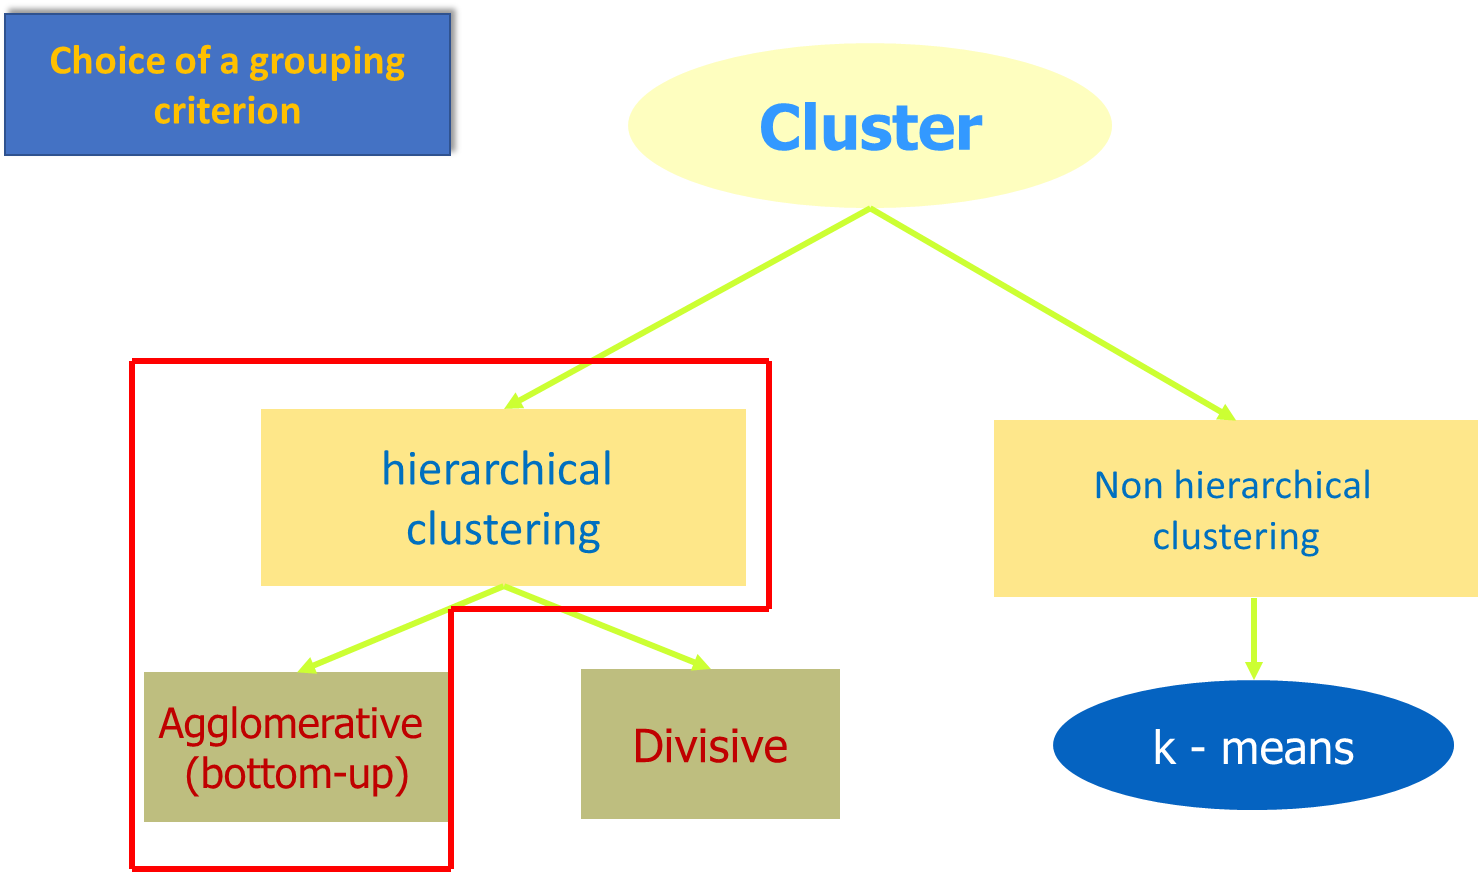 Choice of a grouping
criterion
Cluster
hierarchical
clustering
Non hierarchical
clustering
Agglomerative
(bottom-up)
Divisive
k - means